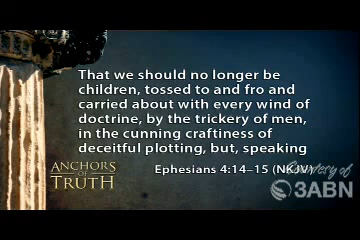 That we should no longer be
children, tossed to and fro and
carried about with every wind of
doctrine, by the trickery of men,
in the cunning craftiness of
deceitful plotting, but, speaking
Ephesians 4:14–15 (NKJV)
ANCHORS
OF
TRUTH
Courtesy of
3ABN